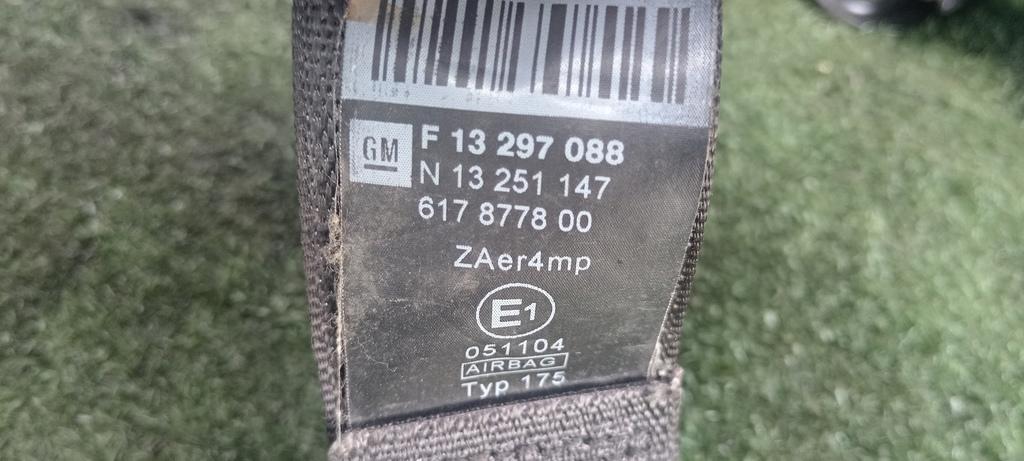 GM
F 13 297 088
N 13 251 147
617 8778 00
ZAer4mp
E1
051104
AIRBAG
Typ 175